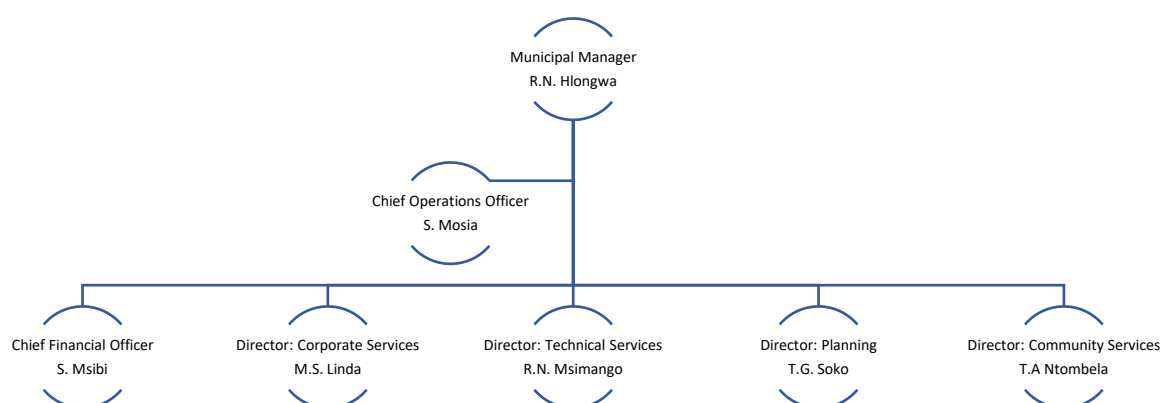 Municipal Manager
R.N. Hlongwa
Chief Operations Officer
S. Mosia
Chief Financial Officer
S. Msibi
Director: Corporate Services
M.S. Linda
Director: Technical Services
R.N. Msimango
Director: Planning
T.G. Soko
Director: Community Services
T.A Ntombela